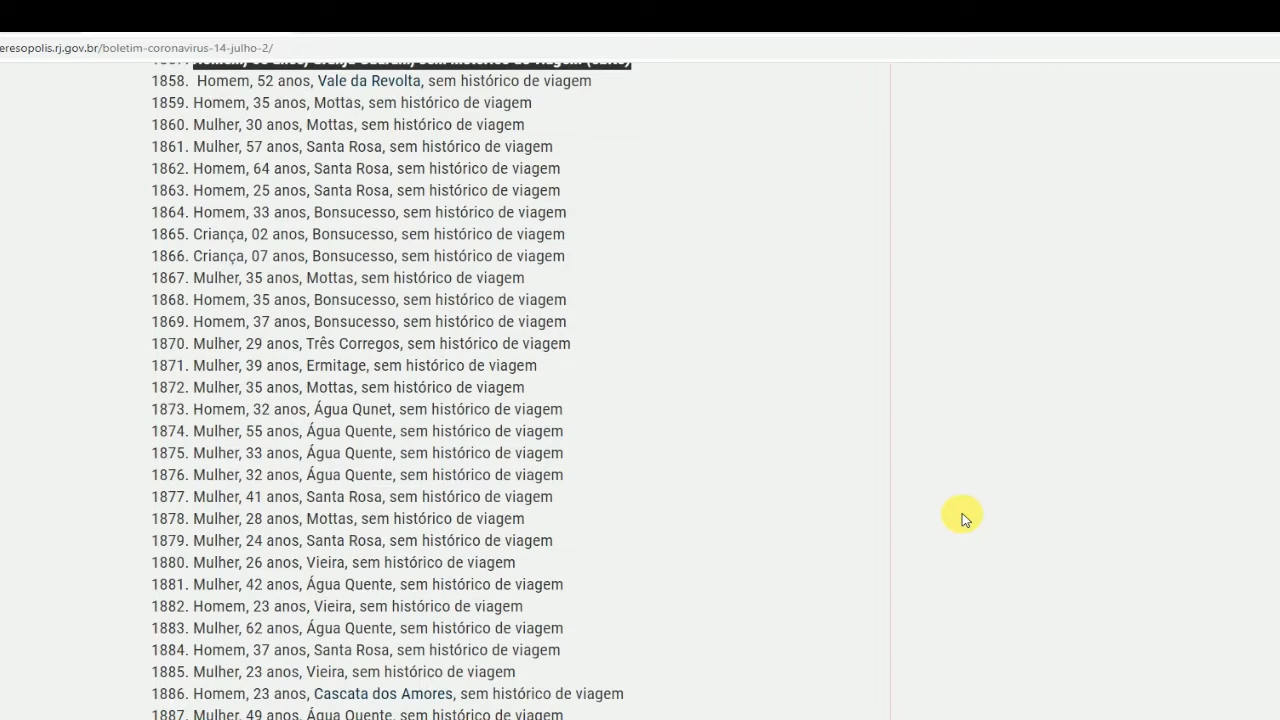 eresopolis.rj.gov.br/boletim-coronavirus-14-julho-2/
1858. Homem, 52 anos, Vale da Revolta, sem histórico de viagem
1859. Homem, 35 anos, Mottas, sem histórico de viagem
1860. Mulher, 30 anos, Mottas, sem histórico de viagem
1861. Mulher, 57 anos, Santa Rosa, sem histórico de viagem
1862. Homem, 64 anos, Santa Rosa, sem histórico de viagem
1863. Homem, 25 anos, Santa Rosa, sem histórico de viagem
1864. Homem, 33 anos, Bonsucesso, sem histórico de viagem
1865. Criança, 02 anos, Bonsucesso, sem histórico de viagem
1866. Criança, 07 anos, Bonsucesso, sem histórico de viagem
1867. Mulher, 35 anos, Mottas, sem histórico de viagem
1868. Homem, 35 anos, Bonsucesso, sem histórico de viagem
1869. Homem, 37 anos, Bonsucesso, sem histórico de viagem
1870. Mulher, 29 anos, Três Corregos, sem histórico de viagem
1871. Mulher, 39 anos, Ermitage, sem histórico de viagem
1872. Mulher, 35 anos, Mottas, sem histórico de viagem
1873. Homem, 32 anos, Água Qunet, sem histórico de viagem
1874. Mulher, 55 anos, Água Quente, sem histórico de viagem
1875. Mulher, 33 anos, Água Quente, sem histórico de viagem
1876. Mulher, 32 anos, Água Quente, sem histórico de viagem
1877. Mulher, 41 anos, Santa Rosa, sem histórico de viagem
1878. Mulher, 28 anos, Mottas, sem histórico de viagem
1879. Mulher, 24 anos, Santa Rosa, sem histórico de viagem
1880. Mulher, 26 anos, Vieira, sem histórico de viagem
1881. Mulher, 42 anos, Água Quente, sem histórico de viagem
1882. Homem, 23 anos, Vieira, sem histórico de viagem
1883. Mulher, 62 anos, Água Quente, sem histórico de viagem
1884. Homem, 37 anos, Santa Rosa, sem histórico de viagem
1885. Mulher, 23 anos, Vieira, sem histórico de viagem
1886. Homem, 23 anos, Cascata dos Amores, sem histórico de viagem
1887. Mulher, 49 anos, Água Quente, sem histórico de viagem